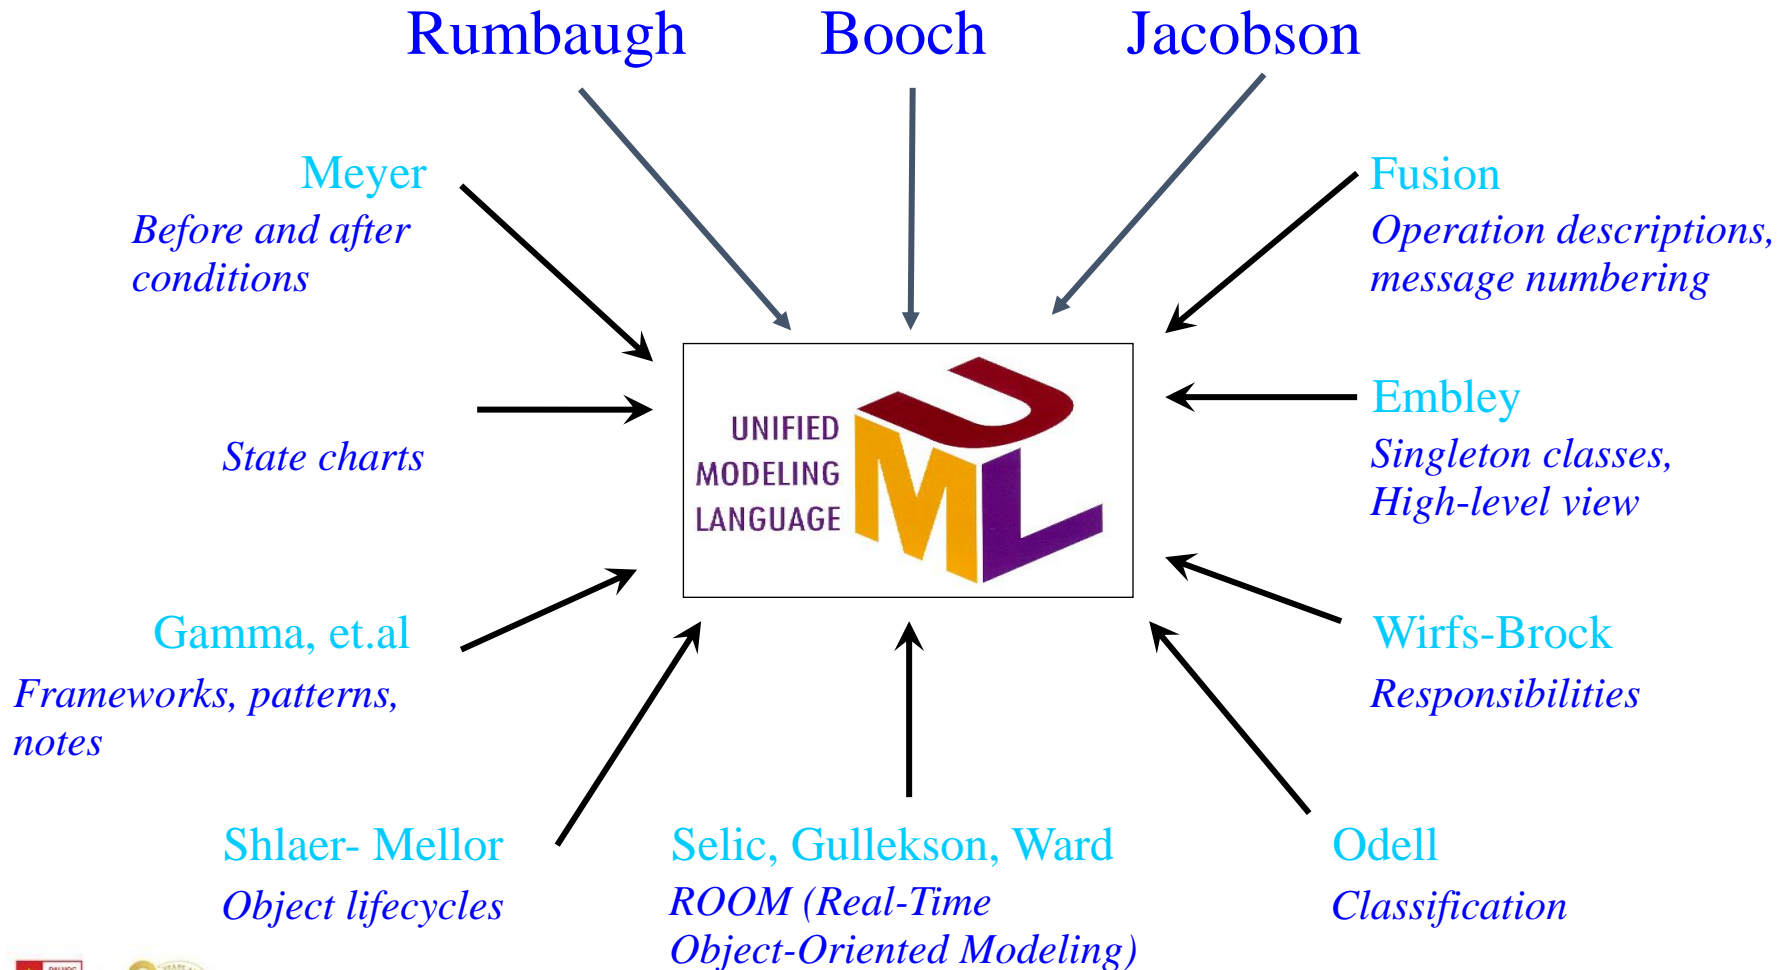 Rumbaugh Booch Jacobson
Meyer
Before and after
conditions
Fusion
Operation descriptions,
message numbering
State charts
UNIFIED
MODELING
LANGUAGE
UML
Embley
Singleton classes,
High-level view
Gamma, et.al
Frameworks, patterns,
notes
Wirfs-Brock
Responsibilities
Shlaer- Mellor
Object lifecycles
Selic, Gullekson, Ward
ROOM (Real-Time
Object-Oriented Modeling)
Odell
Classification